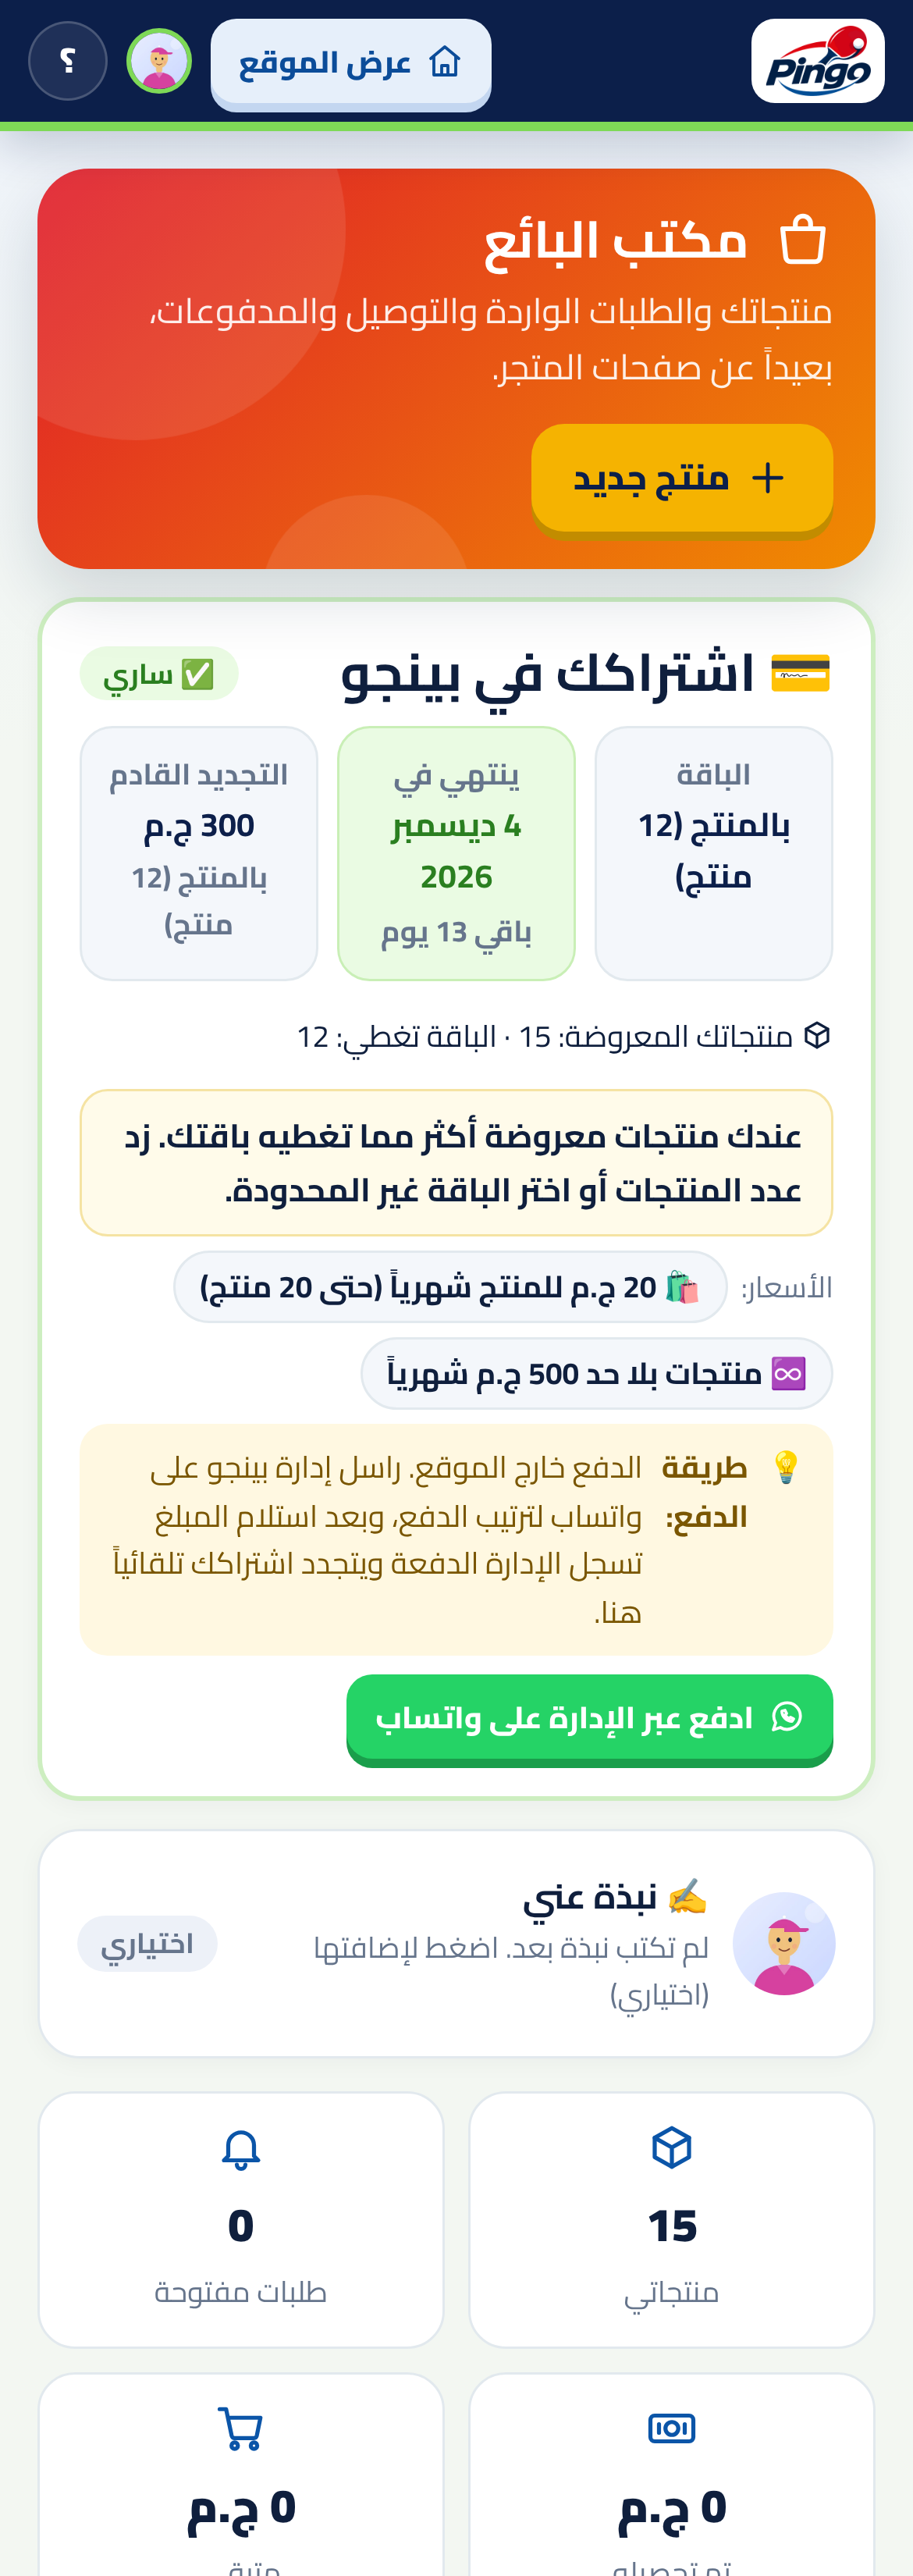 Pingo
عرض الموقع
؟
مكتب البائع
منتجاتك والطلبات الواردة والتوصيل والمدفوعات،
بعيداً عن صفحات المتجر.
منتج جديد
اشتراكك في بينجو
ساري
الباقة
بالمنتج (12
منتج)
ينتهي في
4 ديسمبر
2026
باقي 13 يوم
التجديد القادم
300 ج.م
بالمنتج (12
منتج)
منتجاتك المعروضة: 15 · الباقة تغطي: 12
عندك منتجات معروضة أكثر مما تغطيه باقتك. زد
عدد المنتجات أو اختر الباقة غير المحدودة.
الأسعار:
20 ج.م للمنتج شهرياً (حتى 20 منتج)
منتجات بلا حد 500 ج.م شهرياً
طريقة
الدفع:
الدفع خارج الموقع. راسل إدارة بينجو على
واتساب لترتيب الدفع، وبعد استلام المبلغ
تسجل الإدارة الدفعة ويتجدد اشتراكك تلقائياً
هنا.
ادفع عبر الإدارة على واتساب
نبذة عني
لم تكتب نبذة بعد. اضغط لإضافتها
(اختياري)
اختياري
15
منتجاتي
0
طلبات مفتوحة
0 ج.م
0 ج.م